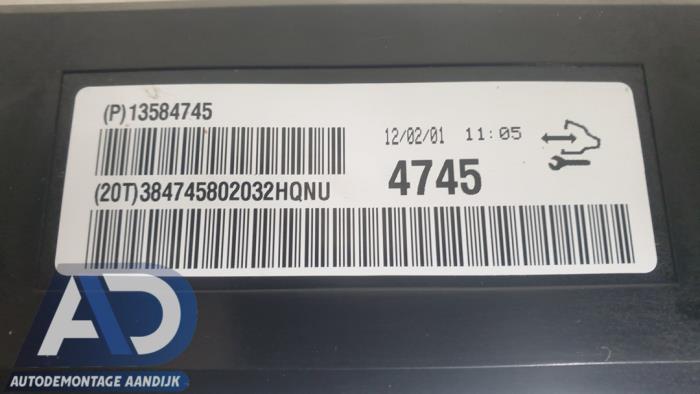 (P)13584745
12/02/01 11:05
4745
(20T)384745802032HQNU
AD
AUTODEMONTAGE AANDIJK